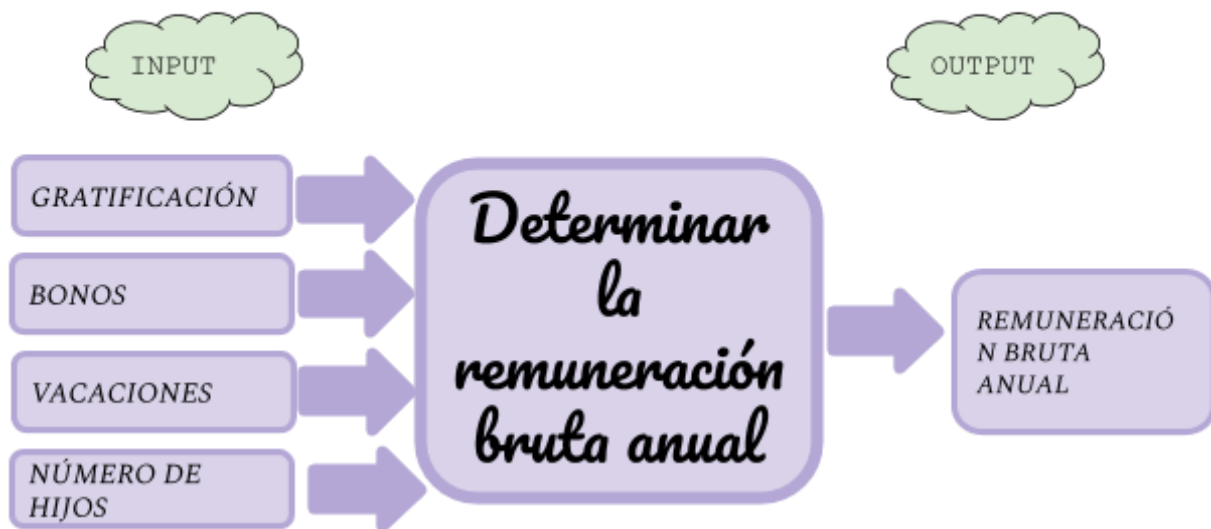 INPUT
OUTPUT
GRATIFICACIÓN
BONOS
VACACIONES
NÚMERO DE
HIJOS
Determinar
la
remuneración
bruta anual
REMUNERACIÓ
N BRUTA
ANUAL